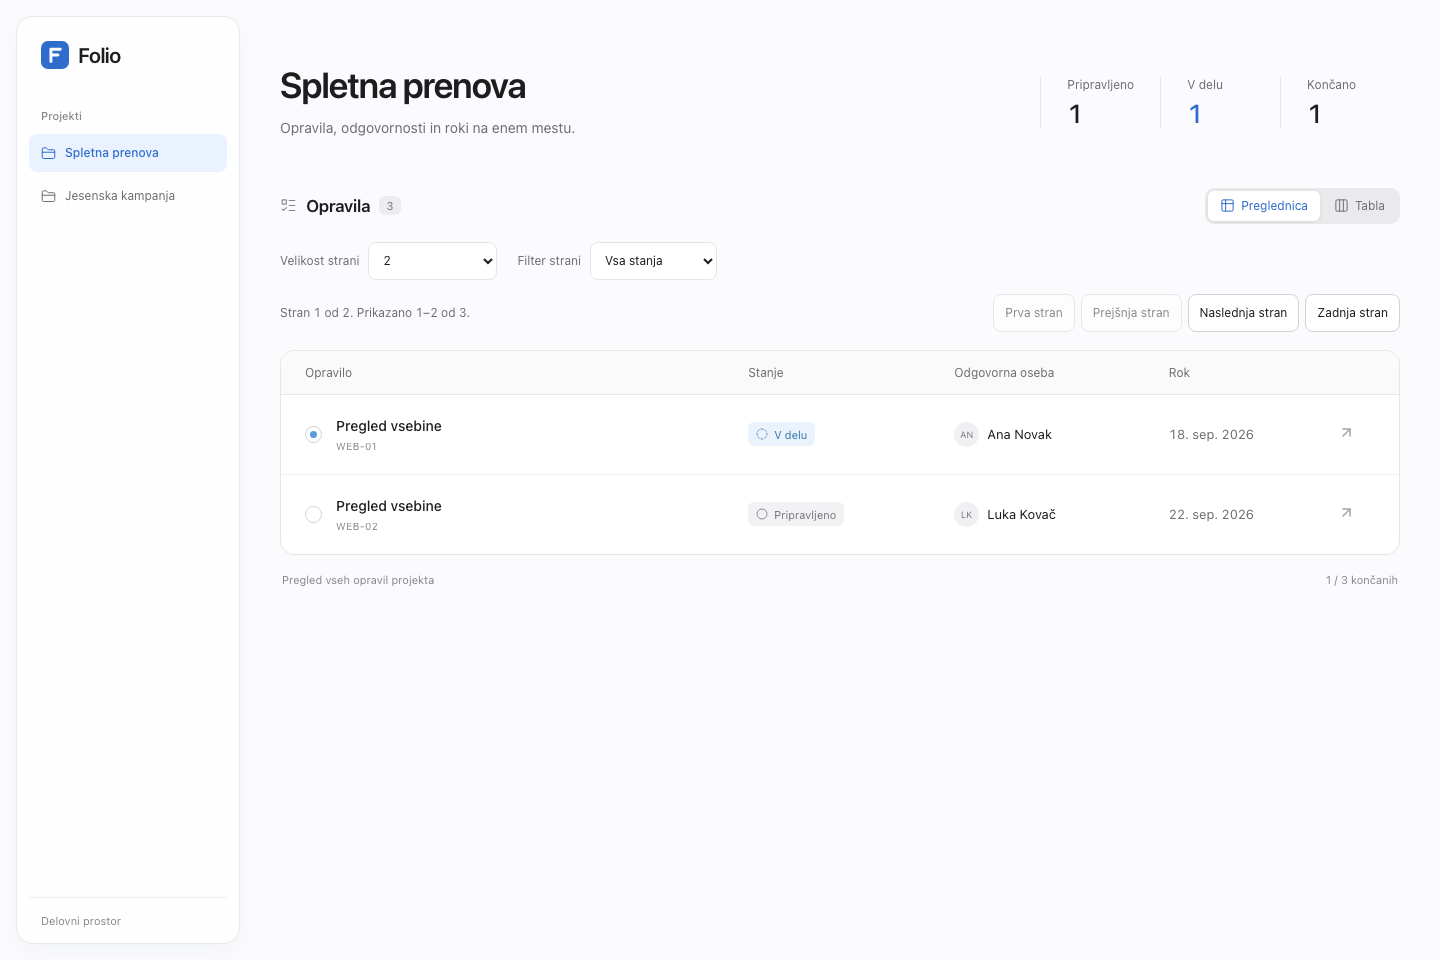 Folio
Projekti
Spletna prenova
Jesenska kampanja
Delovni prostor
Spletna prenova
Opravila, odgovornosti in roki na enem mestu.
Pripravljeno
1
V delu
1
Končano
1
Opravila 3
Preglednica
Tabla
Velikost strani 2 Filter strani Vsa stanja
Stran 1 od 2. Prikazano 1–2 od 3.
Prva stran
Prejšnja stran
Naslednja stran
Zadnja stran
Opravilo Stanje Odgovorna oseba Rok
Pregled vsebine
WEB-01
V delu
AN Ana Novak
18. sep. 2026
Pregled vsebine
WEB-02
Pripravljeno
LK Luka Kovač
22. sep. 2026
Pregled vseh opravil projekta
1 / 3 končanih